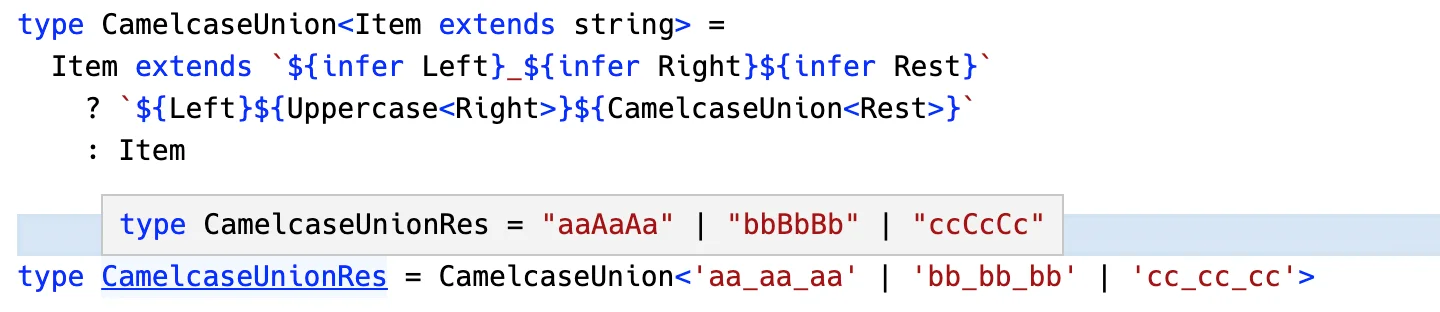 type CamelcaseUnion<Item extends string> =
  Item extends `${infer Left}_${infer Right}${infer Rest}`
    ? `${Left}${Uppercase<Right>}${CamelcaseUnion<Rest>}`
    : Item
type CamelcaseUnionRes = "aaAaAa" | "bbBbBb" | "ccCcCc"
type CamelcaseUnionRes = CamelcaseUnion<'aa_aa_aa' | 'bb_bb_bb' | 'cc_cc_cc'>